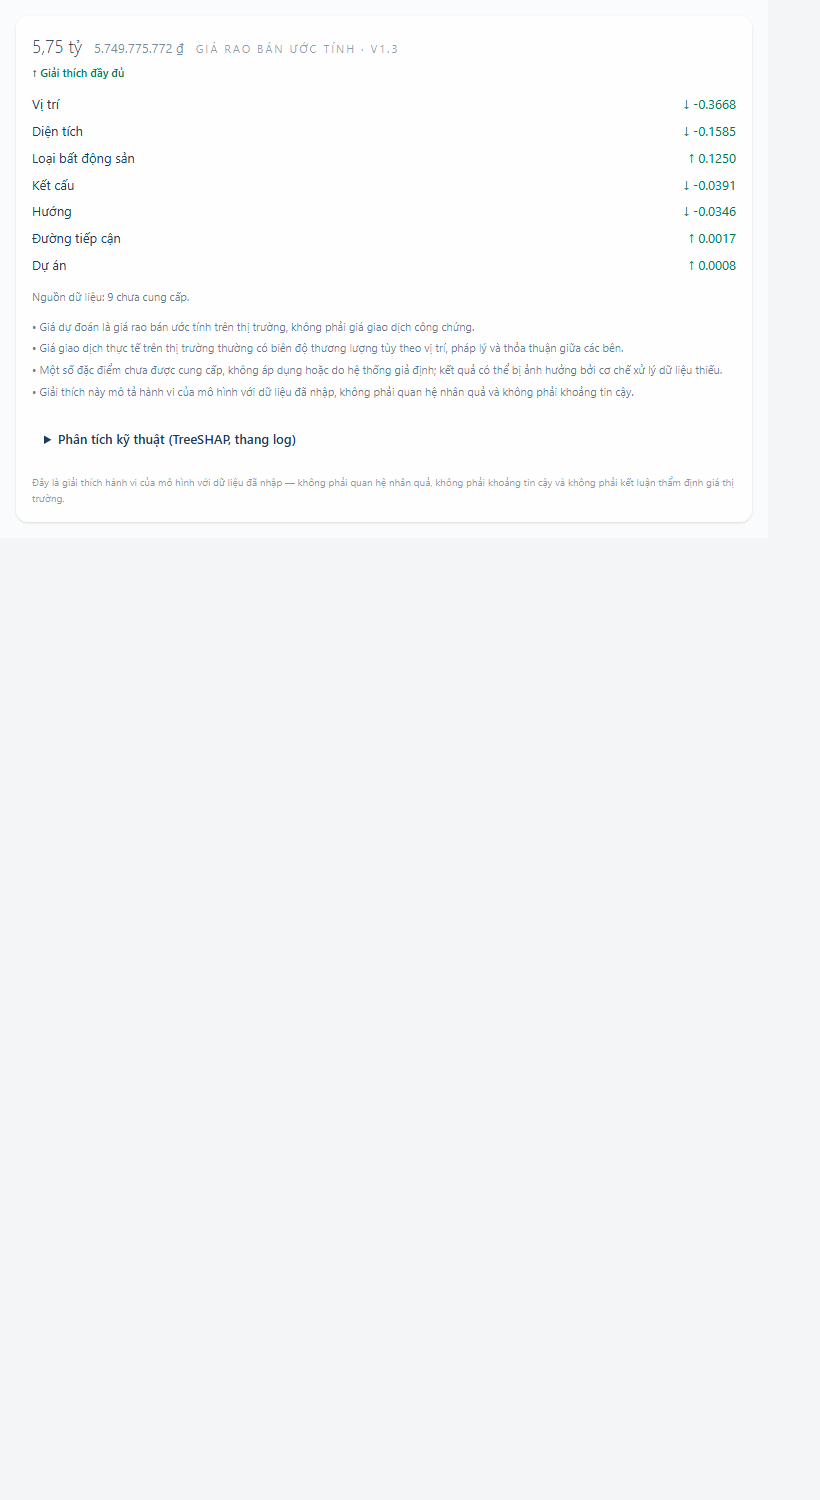 5,75 tỷ 5.749.775.772 ₫ GIÁ RAO BÁN ƯỚC TÍNH · V1.3
↑ Giải thích đầy đủ
Vị trí ↓ -0.3668
Diện tích ↓ -0.1585
Loại bất động sản ↑ 0.1250
Kết cấu ↓ -0.0391
Hướng ↓ -0.0346
Đường tiếp cận ↑ 0.0017
Dự án ↑ 0.0008
Nguồn dữ liệu: 9 chưa cung cấp.
• Giá dự đoán là giá rao bán ước tính trên thị trường, không phải giá giao dịch công chứng.
• Giá giao dịch thực tế trên thị trường thường có biên độ thương lượng tùy theo vị trí, pháp lý và thỏa thuận giữa các bên.
• Một số đặc điểm chưa được cung cấp, không áp dụng hoặc do hệ thống giả định; kết quả có thể bị ảnh hưởng bởi cơ chế xử lý dữ liệu thiếu.
• Giải thích này mô tả hành vi của mô hình với dữ liệu đã nhập, không phải quan hệ nhân quả và không phải khoảng tin cậy.
▶ Phân tích kỹ thuật (TreeSHAP, thang log)
Đây là giải thích hành vi của mô hình với dữ liệu đã nhập — không phải quan hệ nhân quả, không phải khoảng tin cậy và không phải kết luận thẩm định giá thị
trường.